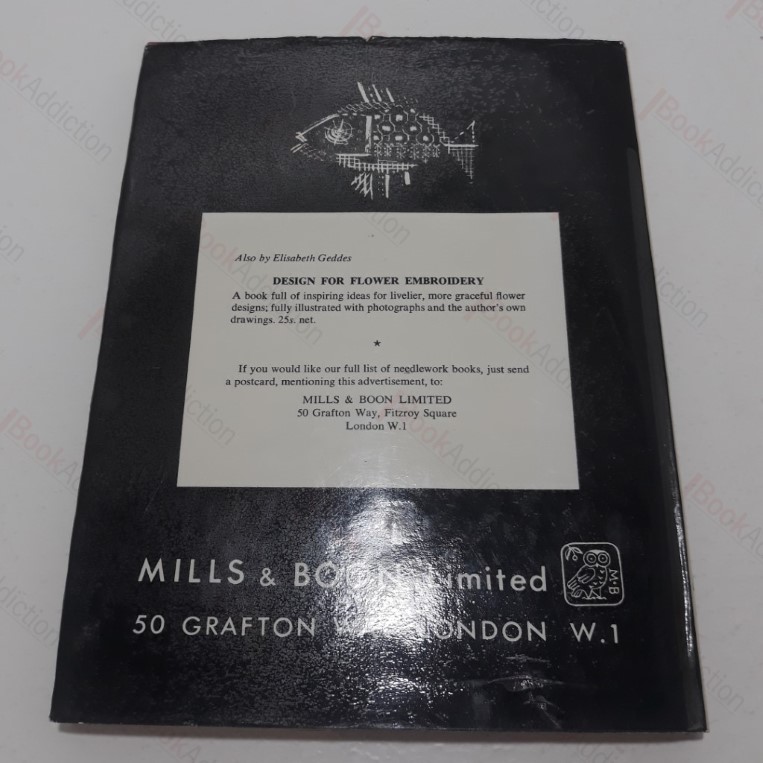 Also by Elisabeth Geddes
DESIGN FOR FLOWER EMBROIDERY
A book full of inspiring ideas for livelier, more graceful flower
designs; fully illustrated with photographs and the author's own
drawings. 25s. net.
If you would like our full list of needlework books, just send
a postcard, mentioning this advertisement, to:
MILLS & BOON LIMITED
50 Grafton Way, Fitzroy Square
London W.1
MILLS & BOON Limited
M·B
50 GRAFTON WAY LONDON W.1
BookAddiction